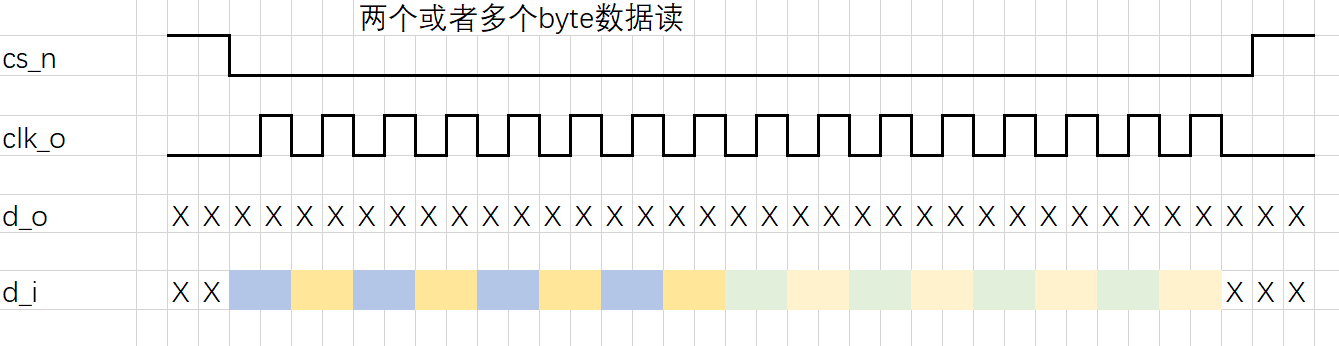 两个或者多个byte数据读
cs_n
clk_o
d_o X X X X X X X X X X X X X X X X X X X X X X X X X X X X X X X X X X X X X
d_i X X X X X